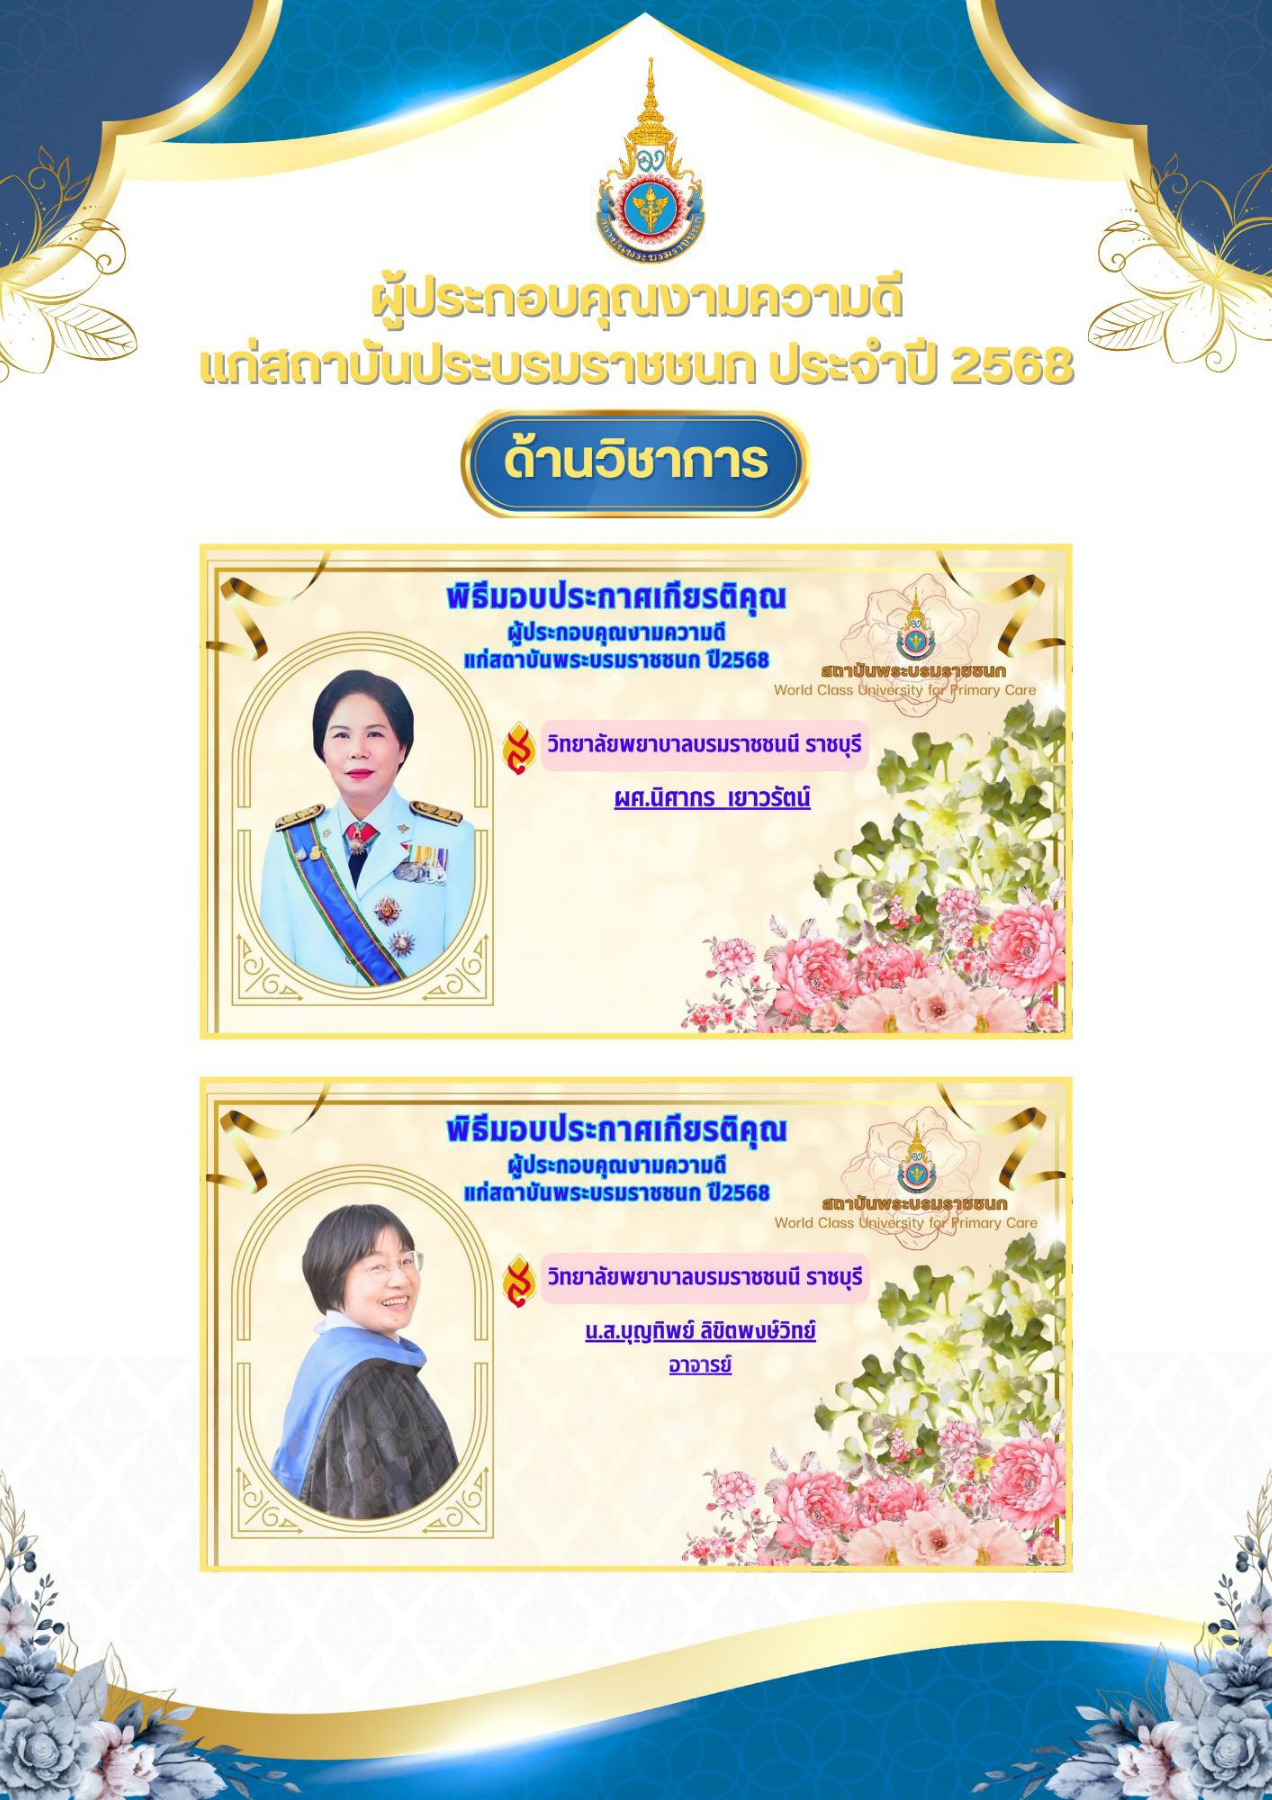 ผู้ประกอบคุณงามความดี
แก่สถาบันประบรมราชชนก ประจำปี 2568
ด้านวิชาการ
พิธีมอบประกาศเกียรติคุณ
ผู้ประกอบคุณงามความดี
แก่สถาบันพระบรมราชชนก ปี2568
สถาบันพระบรมราชชนก
World Class University for Primary Care
วิทยาลัยพยาบาลบรมราชชนนี ราชบุรี
ผศ.นิศากร เยาวรัตน์
พิธีมอบประกาศเกียรติคุณ
ผู้ประกอบคุณงามความดี
แก่สถาบันพระบรมราชชนก ปี2568
สถาบันพระบรมราชชนก
World Class University for Primary Care
วิทยาลัยพยาบาลบรมราชชนนี ราชบุรี
น.ส.บุญทิพย์ ลิขิตพงษ์วิทย์
อาจารย์